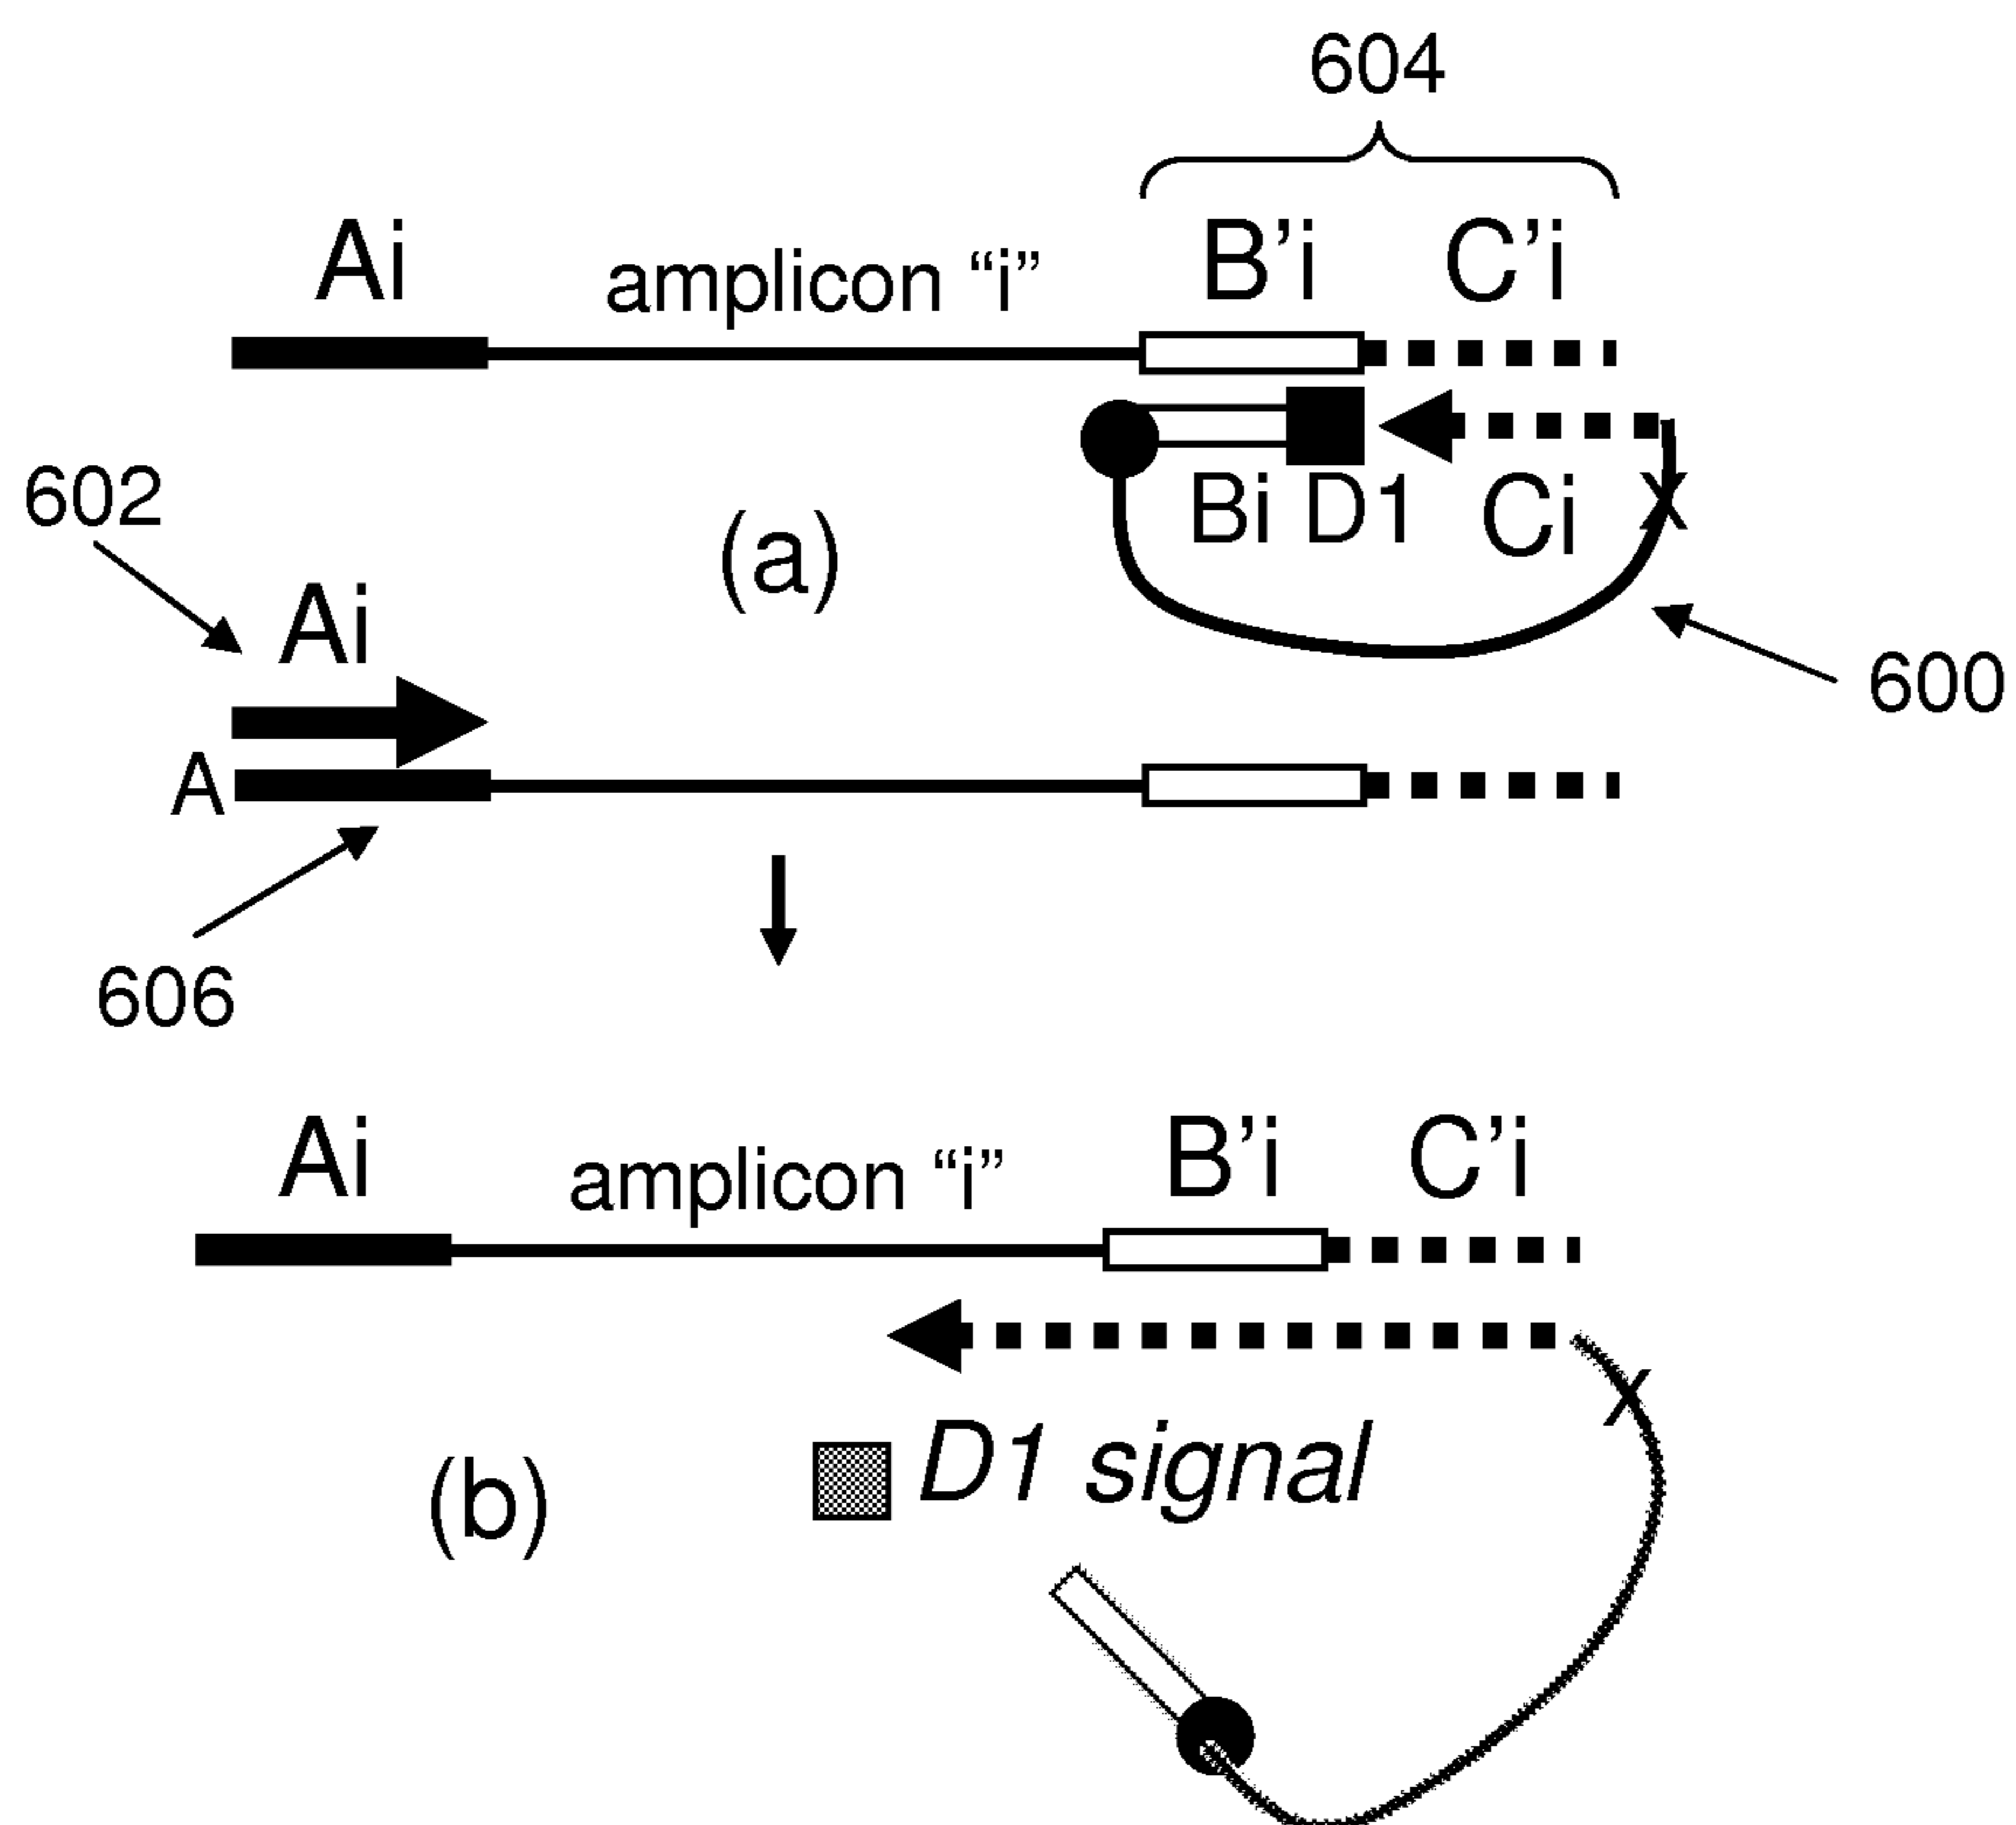 604
Ai amplicon “i” B’i C’i
Bi D1 Ci X
602
(a)
Ai
600
A
606
Ai amplicon “i” B’i C’i
X
D1 signal
(b)